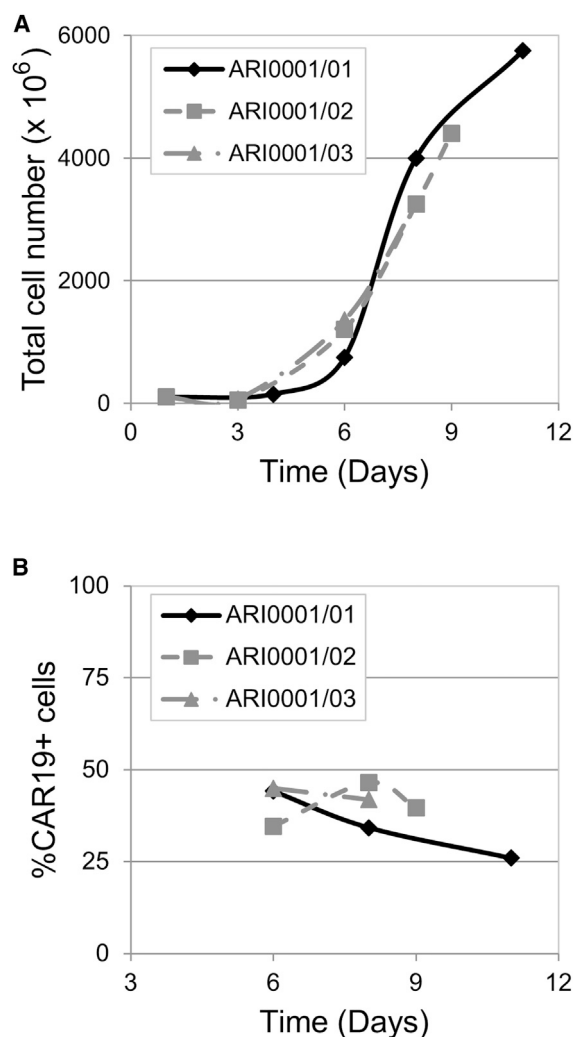 A
Total cell number (x 10⁶)
6000
4000
2000
0
ARI0001/01
ARI0001/02
ARI0001/03
0 3 6 9 12
Time (Days)
B
%CAR19+ cells
100
75
50
25
0
ARI0001/01
ARI0001/02
ARI0001/03
3 6 9 12
Time (Days)